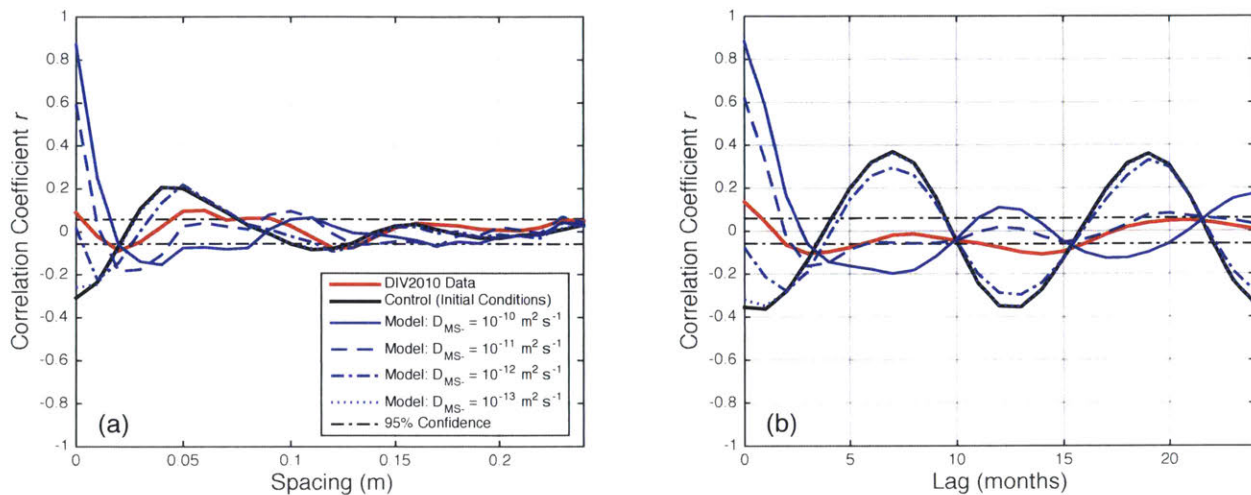 1
0.8
0.6
0.4
0.2
0
-0.2
-0.4
-0.6
-0.8
-1
Correlation Coefficient r
0
0.05
0.1
0.15
0.2
Spacing (m)
(a)
DIV2010 Data
Control (Initial Conditions)
Model: D_MS- = 10⁻¹⁰ m² s⁻¹
Model: D_MS- = 10⁻¹¹ m² s⁻¹
Model: D_MS- = 10⁻¹² m² s⁻¹
Model: D_MS- = 10⁻¹³ m² s⁻¹
95% Confidence
1
0.8
0.6
0.4
0.2
0
-0.2
-0.4
-0.6
-0.8
-1
Correlation Coefficient r
0
5
10
15
20
Lag (months)
(b)